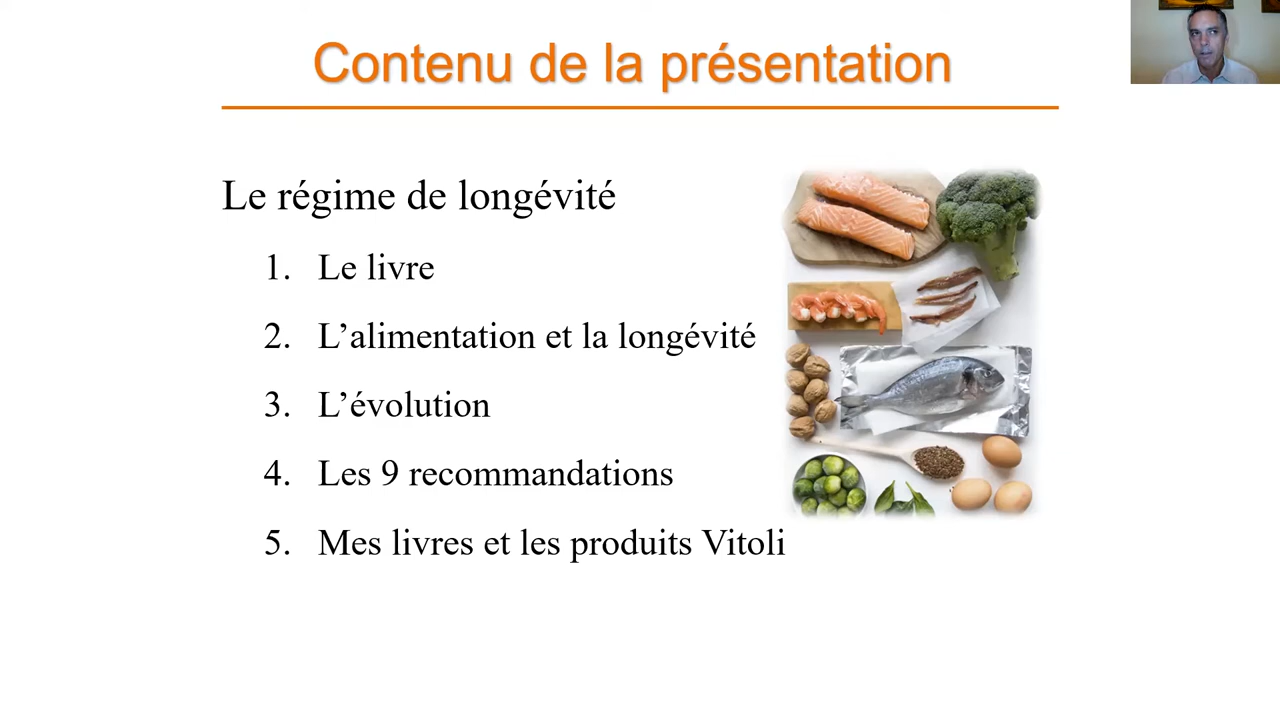 Contenu de la présentation
Le régime de longévité
1. Le livre
2. L’alimentation et la longévité
3. L’évolution
4. Les 9 recommandations
5. Mes livres et les produits Vitoli